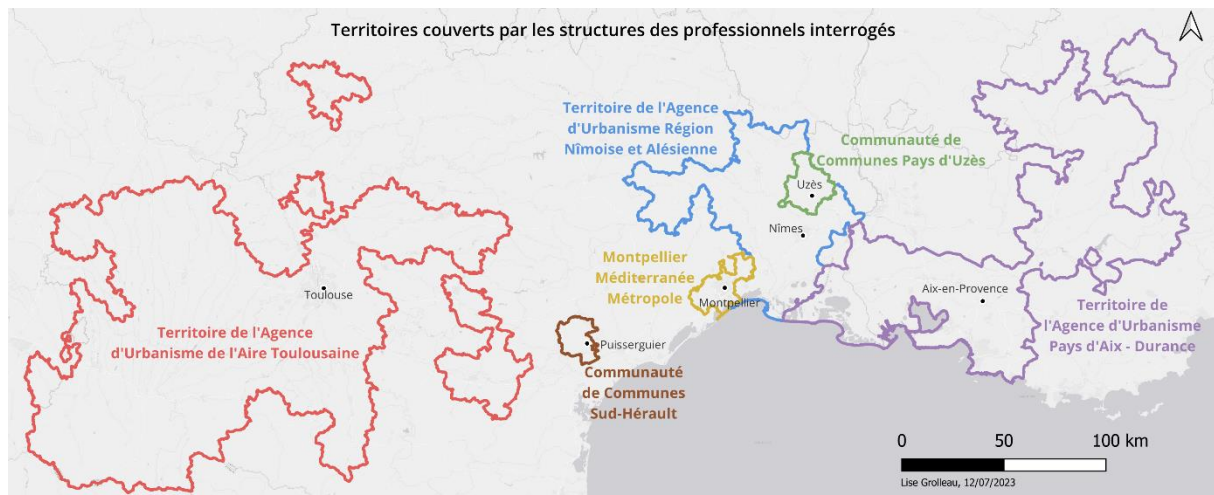 Territoires couverts par les structures des professionnels interrogés
Territoire de l'Agence
d'Urbanisme Région
Nîmoise et Alésienne
Communauté de
Communes Pays d'Uzès
Uzès
Nîmes
Montpellier
Méditerranée
Métropole
Montpellier
Toulouse
Territoire de l'Agence
d'Urbanisme de l'Aire Toulousaine
Puisserguier
Communauté
de Communes
Sud-Hérault
Aix-en-Provence
Territoire de
l'Agence d'Urbanisme
Pays d'Aix - Durance
0 50 100 km
Lise Grolleau, 12/07/2023